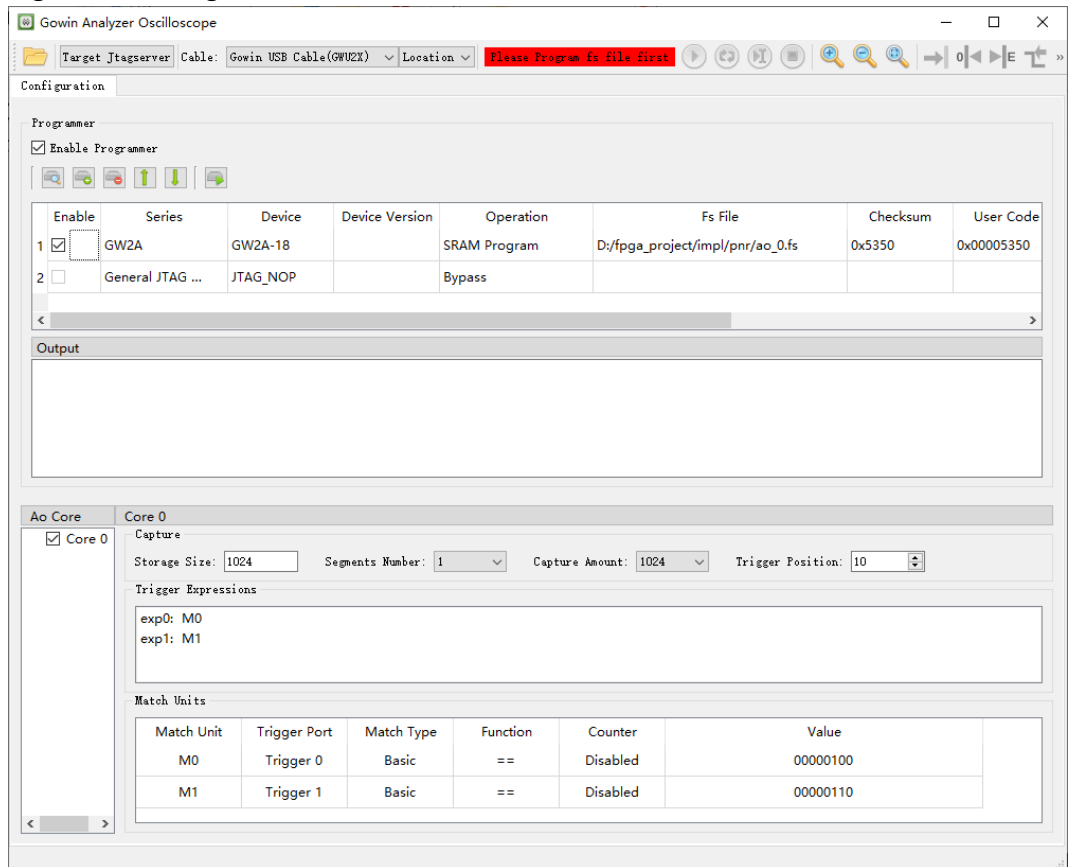 Gowin Analyzer Oscilloscope
Target Jtagserver Cable: Gowin USB Cable(GWU2X) Location Please Program fs file first
Configuration
Programmer
Enable Programmer
Enable Series Device Device Version Operation Fs File Checksum User Code
1 GW2A GW2A-18 SRAM Program D:/fpga_project/impl/pnr/ao_0.fs 0x5350 0x00005350
2 General JTAG ... JTAG_NOP Bypass
Output
Ao Core Core 0
Core 0
Capture
Storage Size: 1024 Segments Number: 1 Capture Amount: 1024 Trigger Position: 10
Trigger Expressions
exp0: M0
exp1: M1
Match Units
Match Unit Trigger Port Match Type Function Counter Value
M0 Trigger 0 Basic == Disabled 00000100
M1 Trigger 1 Basic == Disabled 00000110